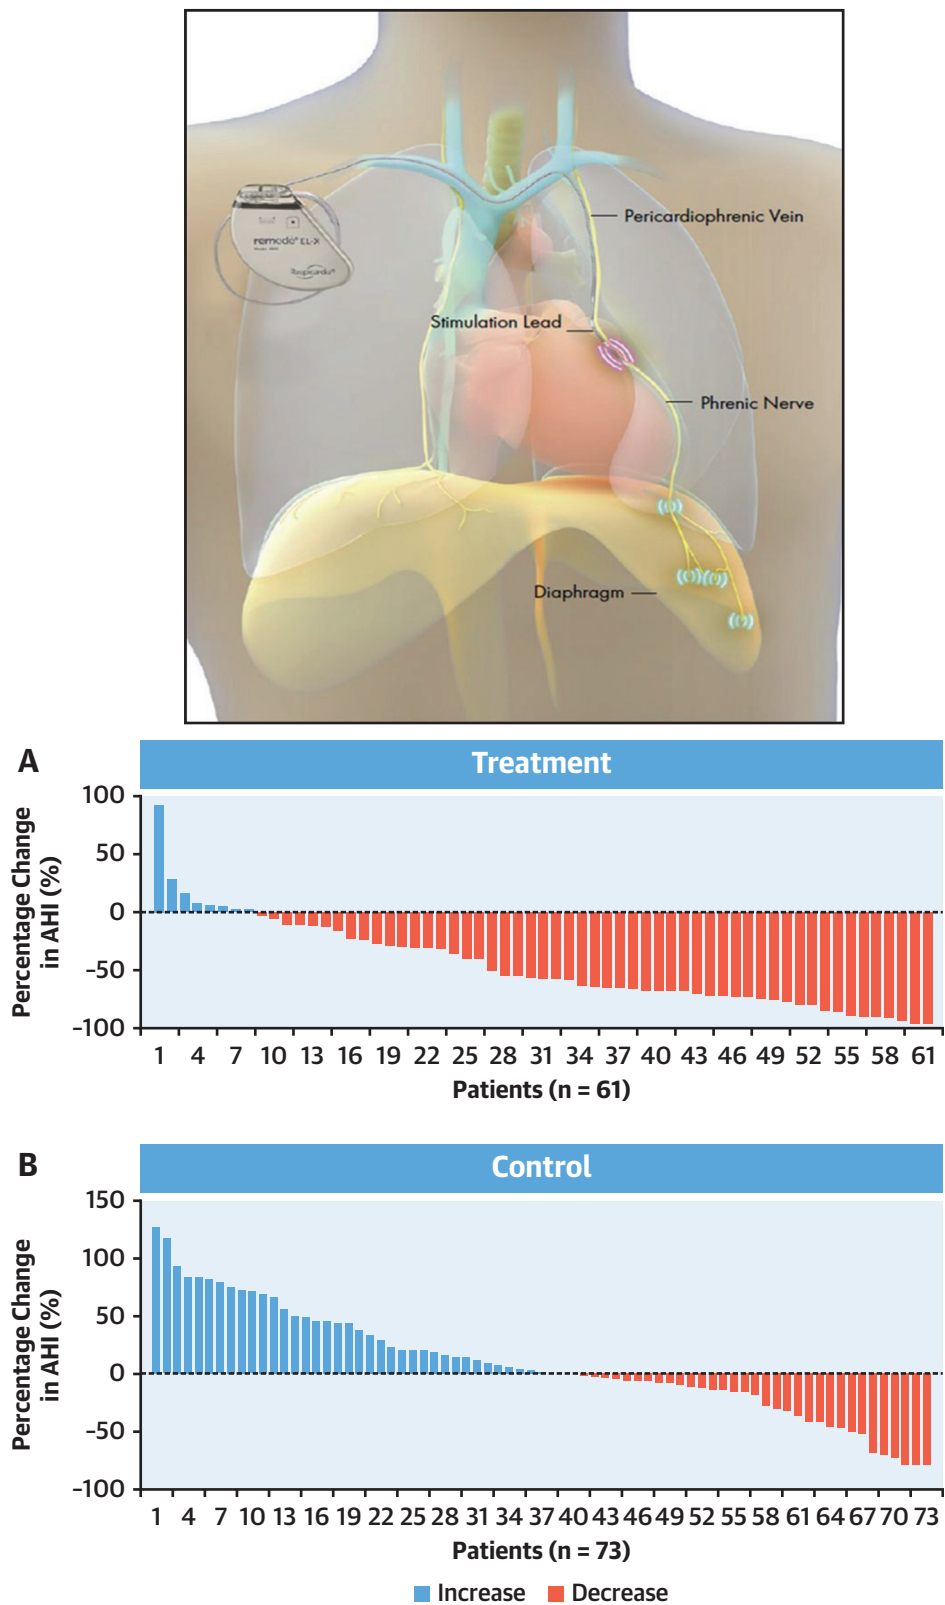 remedē® EL-X
Respicardia®
Pericardiophrenic Vein
Stimulation Lead
Phrenic Nerve
Diaphragm
A
Treatment
Percentage Change
in AHI (%)
100
50
0
–50
–100
1 4 7 10 13 16 19 22 25 28 31 34 37 40 43 46 49 52 55 58 61
Patients (n = 61)
B
Control
Percentage Change
in AHI (%)
150
100
50
0
–50
–100
1 4 7 10 13 16 19 22 25 28 31 34 37 40 43 46 49 52 55 58 61 64 67 70 73
Patients (n = 73)
Increase Decrease